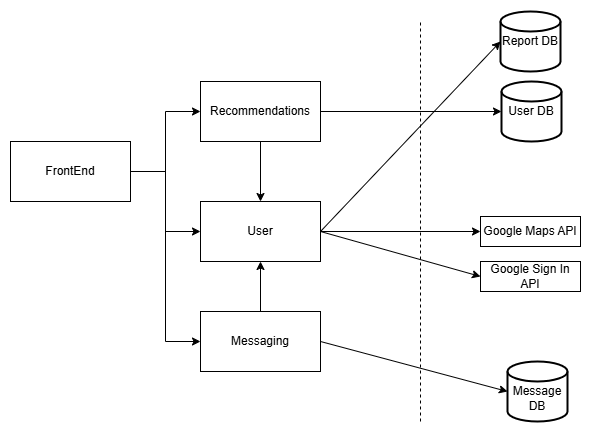 Report DB
Recommendations
User DB
FrontEnd
User
Google Maps API
Google Sign In
API
Messaging
Message
DB